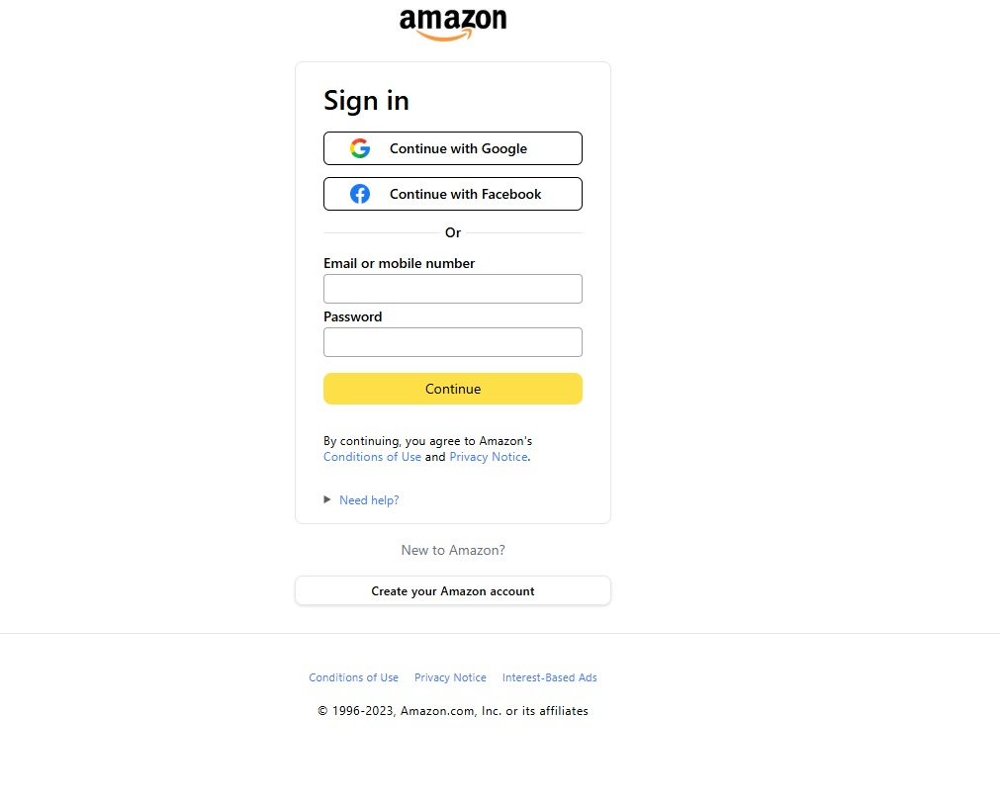 amazon
Sign in
Continue with Google
Continue with Facebook
Or
Email or mobile number
Password
Continue
By continuing, you agree to Amazon's
Conditions of Use and Privacy Notice.
Need help?
New to Amazon?
Create your Amazon account
Conditions of Use Privacy Notice Interest-Based Ads
© 1996-2023, Amazon.com, Inc. or its affiliates